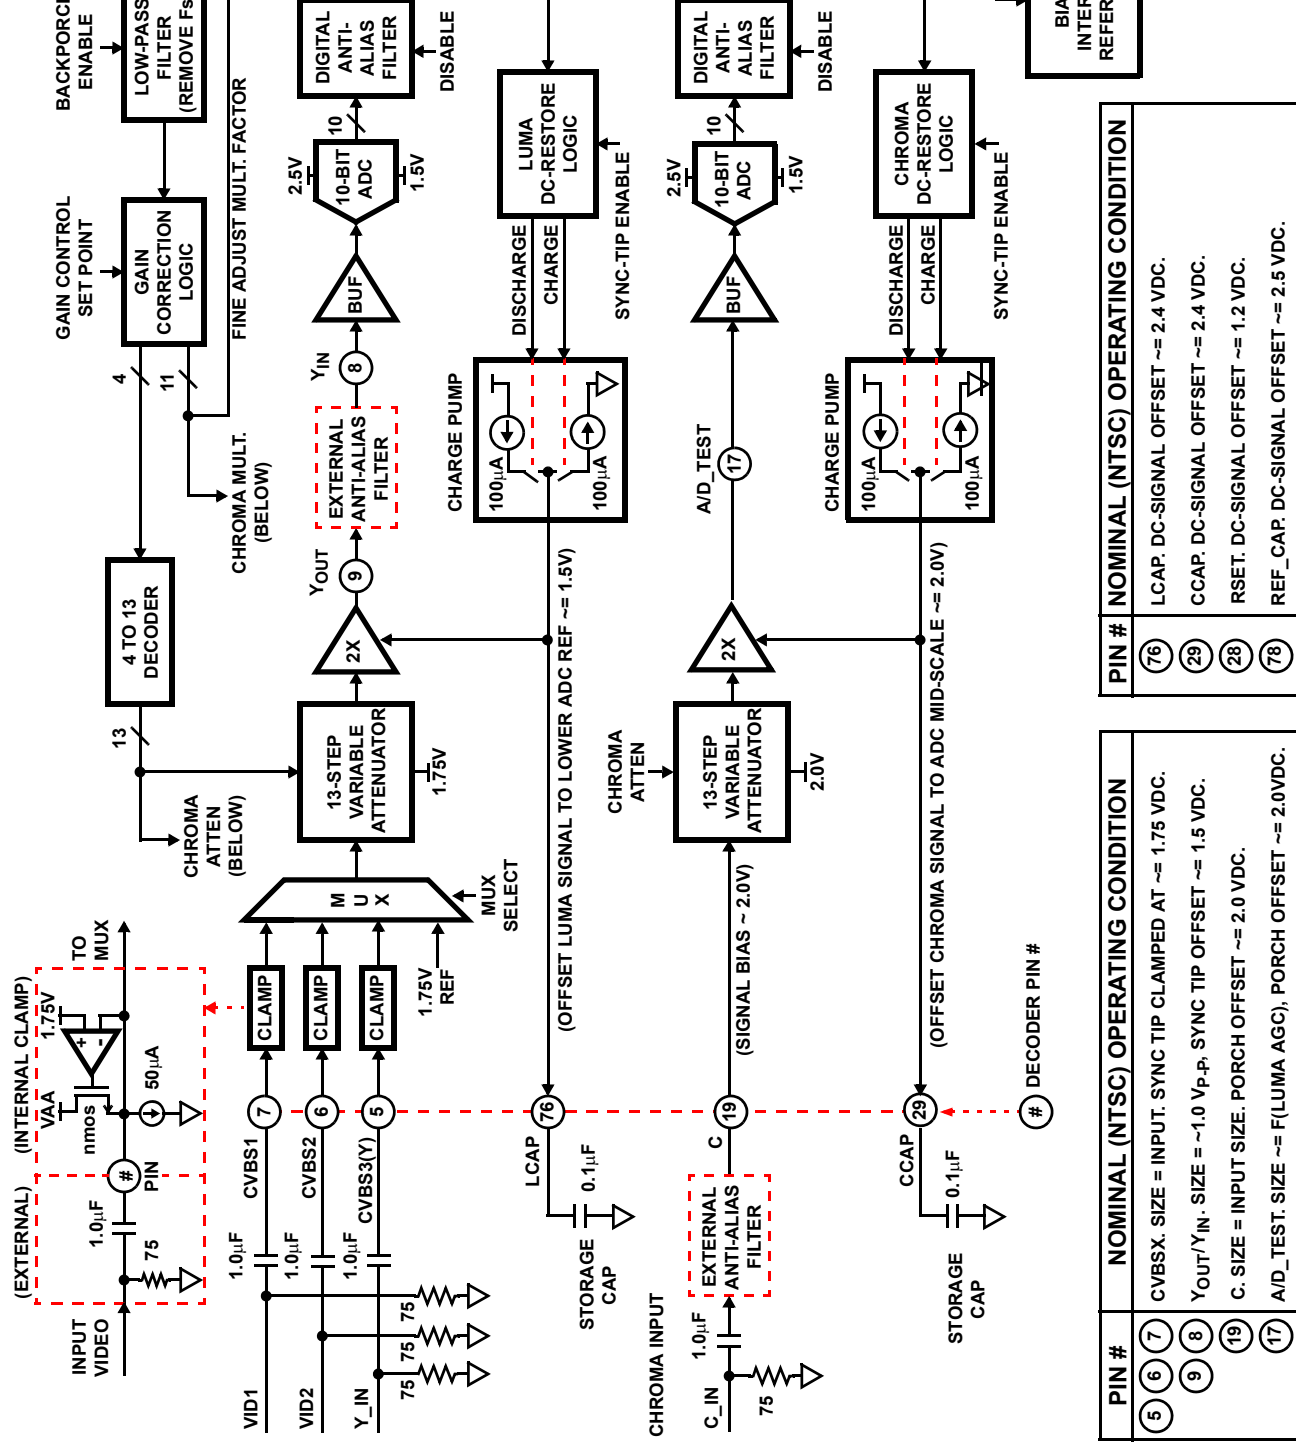 BACKPORCH
ENABLE
LOW-PASS
FILTER
(REMOVE Fs
GAIN CONTROL
SET POINT
GAIN
CORRECTION
LOGIC
FINE ADJUST MULT. FACTOR
4
11
CHROMA MULT.
(BELOW)
4 TO 13
DECODER
13
CHROMA
ATTEN
(BELOW)
DIGITAL
ANTI-
ALIAS
FILTER
DISABLE
10
10-BIT
ADC
2.5V
1.5V
BUF
YIN
8
EXTERNAL
ANTI-ALIAS
FILTER
YOUT
9
2X
13-STEP
VARIABLE
ATTENUATOR
1.75V
M
U
X
MUX
SELECT
1.75V
REF
CLAMP
CLAMP
CLAMP
7
6
5
CVBS1
CVBS2
CVBS3(Y)
1.0µF
1.0µF
1.0µF
75
75
75
VID1
VID2
Y_IN
(EXTERNAL)
(INTERNAL CLAMP)
INPUT
VIDEO
75
1.0µF
#
PIN
nmos
VAA
+
-
1.75V
50µA
TO
MUX
LUMA
DC-RESTORE
LOGIC
SYNC-TIP ENABLE
DISCHARGE
CHARGE
CHARGE PUMP
100µA
100µA
(OFFSET LUMA SIGNAL TO LOWER ADC REF ~= 1.5V)
76
LCAP
0.1µF
STORAGE
CAP
DIGITAL
ANTI-
ALIAS
FILTER
DISABLE
10
10-BIT
ADC
2.5V
1.5V
BUF
A/D_TEST
17
2X
CHROMA
ATTEN
13-STEP
VARIABLE
ATTENUATOR
2.0V
(SIGNAL BIAS ~ 2.0V)
19
C
EXTERNAL
ANTI-ALIAS
FILTER
1.0µF
75
C_IN
CHROMA INPUT
CHROMA
DC-RESTORE
LOGIC
SYNC-TIP ENABLE
DISCHARGE
CHARGE
CHARGE PUMP
100µA
100µA
(OFFSET CHROMA SIGNAL TO ADC MID-SCALE ~= 2.0V)
29
CCAP
0.1µF
STORAGE
CAP
#
DECODER PIN #
PIN # NOMINAL (NTSC) OPERATING CONDITION
5 6 7 CVBSX. SIZE = INPUT. SYNC TIP CLAMPED AT ~= 1.75 VDC.
9 8 YOUT/YIN. SIZE = ~1.0 VP-P, SYNC TIP OFFSET ~= 1.5 VDC.
19 C. SIZE = INPUT SIZE. PORCH OFFSET ~= 2.0 VDC.
17 A/D_TEST. SIZE ~= F(LUMA AGC), PORCH OFFSET ~= 2.0VDC.
PIN # NOMINAL (NTSC) OPERATING CONDITION
76 LCAP. DC-SIGNAL OFFSET ~= 2.4 VDC.
29 CCAP. DC-SIGNAL OFFSET ~= 2.4 VDC.
28 RSET. DC-SIGNAL OFFSET ~= 1.2 VDC.
78 REF_CAP. DC-SIGNAL OFFSET ~= 2.5 VDC.